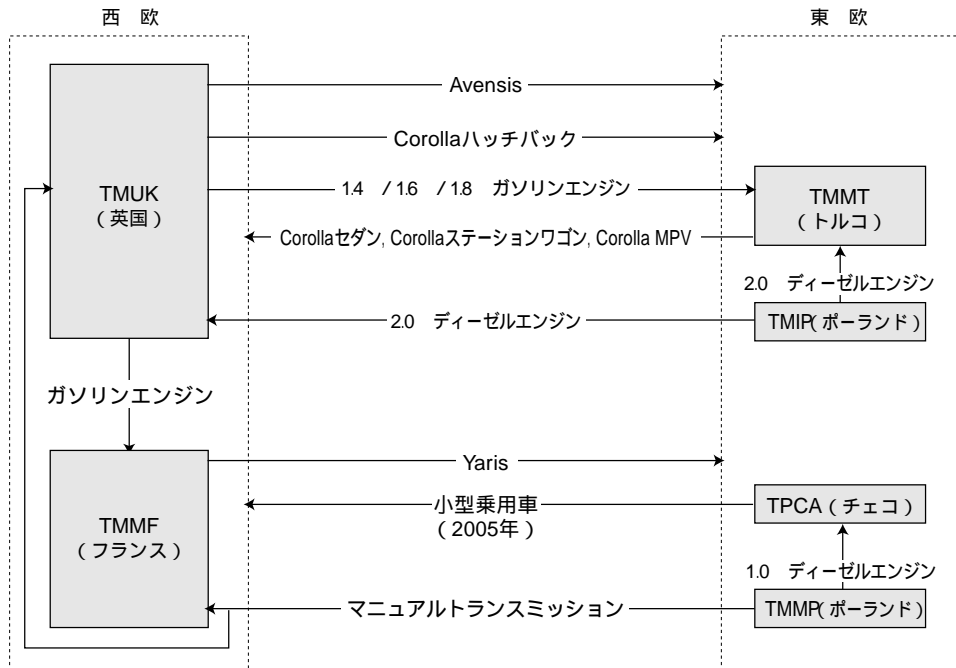 西 欧
東 欧
Avensis
Corollaハッチバック
TMUK
（英国）
1.4 /1.6 /1.8 ガソリンエンジン
TMMT
（トルコ）
Corollaセダン, Corollaステーションワゴン, Corolla MPV
2.0 ディーゼルエンジン
2.0 ディーゼルエンジン
TMIP（ポーランド）
ガソリンエンジン
Yaris
TMMF
（フランス）
小型乗用車
（2005年）
TPCA（チェコ）
1.0 ディーゼルエンジン
マニュアルトランスミッション
TMMP（ポーランド）